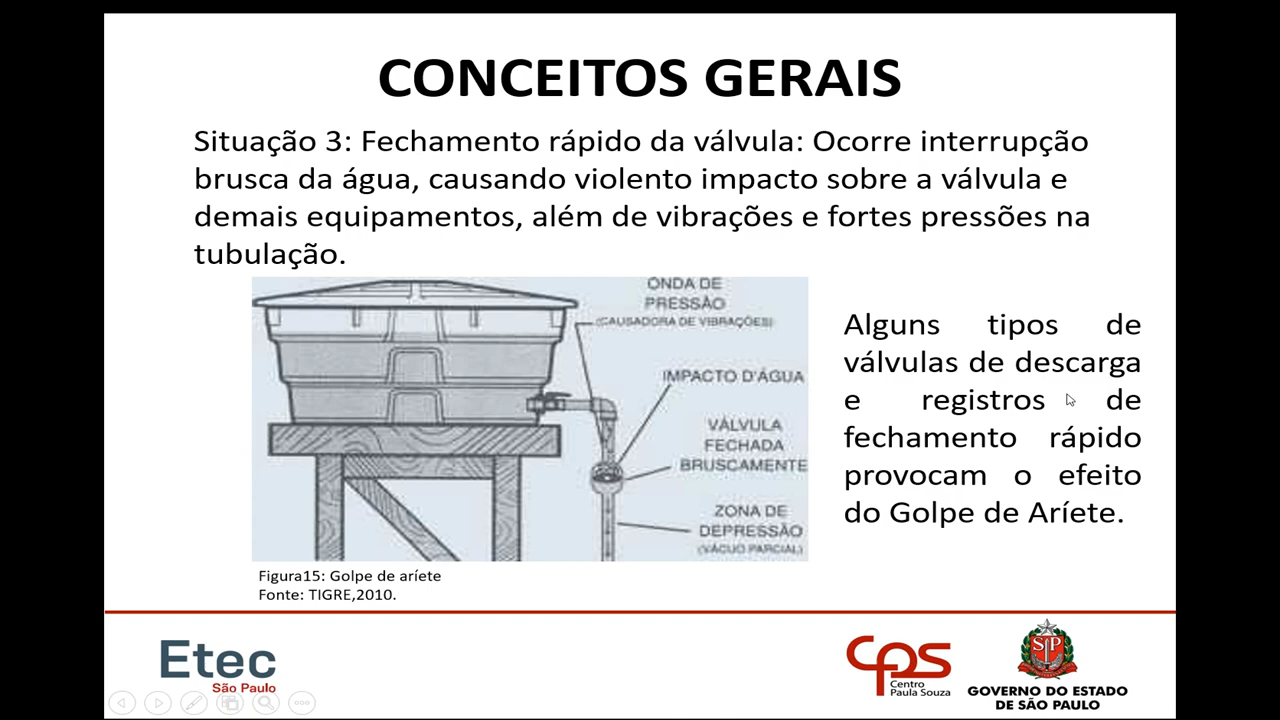 CONCEITOS GERAIS
Situação 3: Fechamento rápido da válvula: Ocorre interrupção
brusca da água, causando violento impacto sobre a válvula e
demais equipamentos, além de vibrações e fortes pressões na
tubulação.
ONDA DE
PRESSÃO
(CAUSADORA DE VIBRAÇÕES)
IMPACTO D'ÁGUA
VÁLVULA
FECHADA
BRUSCAMENTE
ZONA DE
DEPRESSÃO
(VÁCUO PARCIAL)
Alguns tipos de
válvulas de descarga
e registros de
fechamento rápido
provocam o efeito
do Golpe de Aríete.
Figura15: Golpe de aríete
Fonte: TIGRE,2010.
Etec
São Paulo
cps
Centro
Paula Souza
SP
GOVERNO DO ESTADO
DE SÃO PAULO